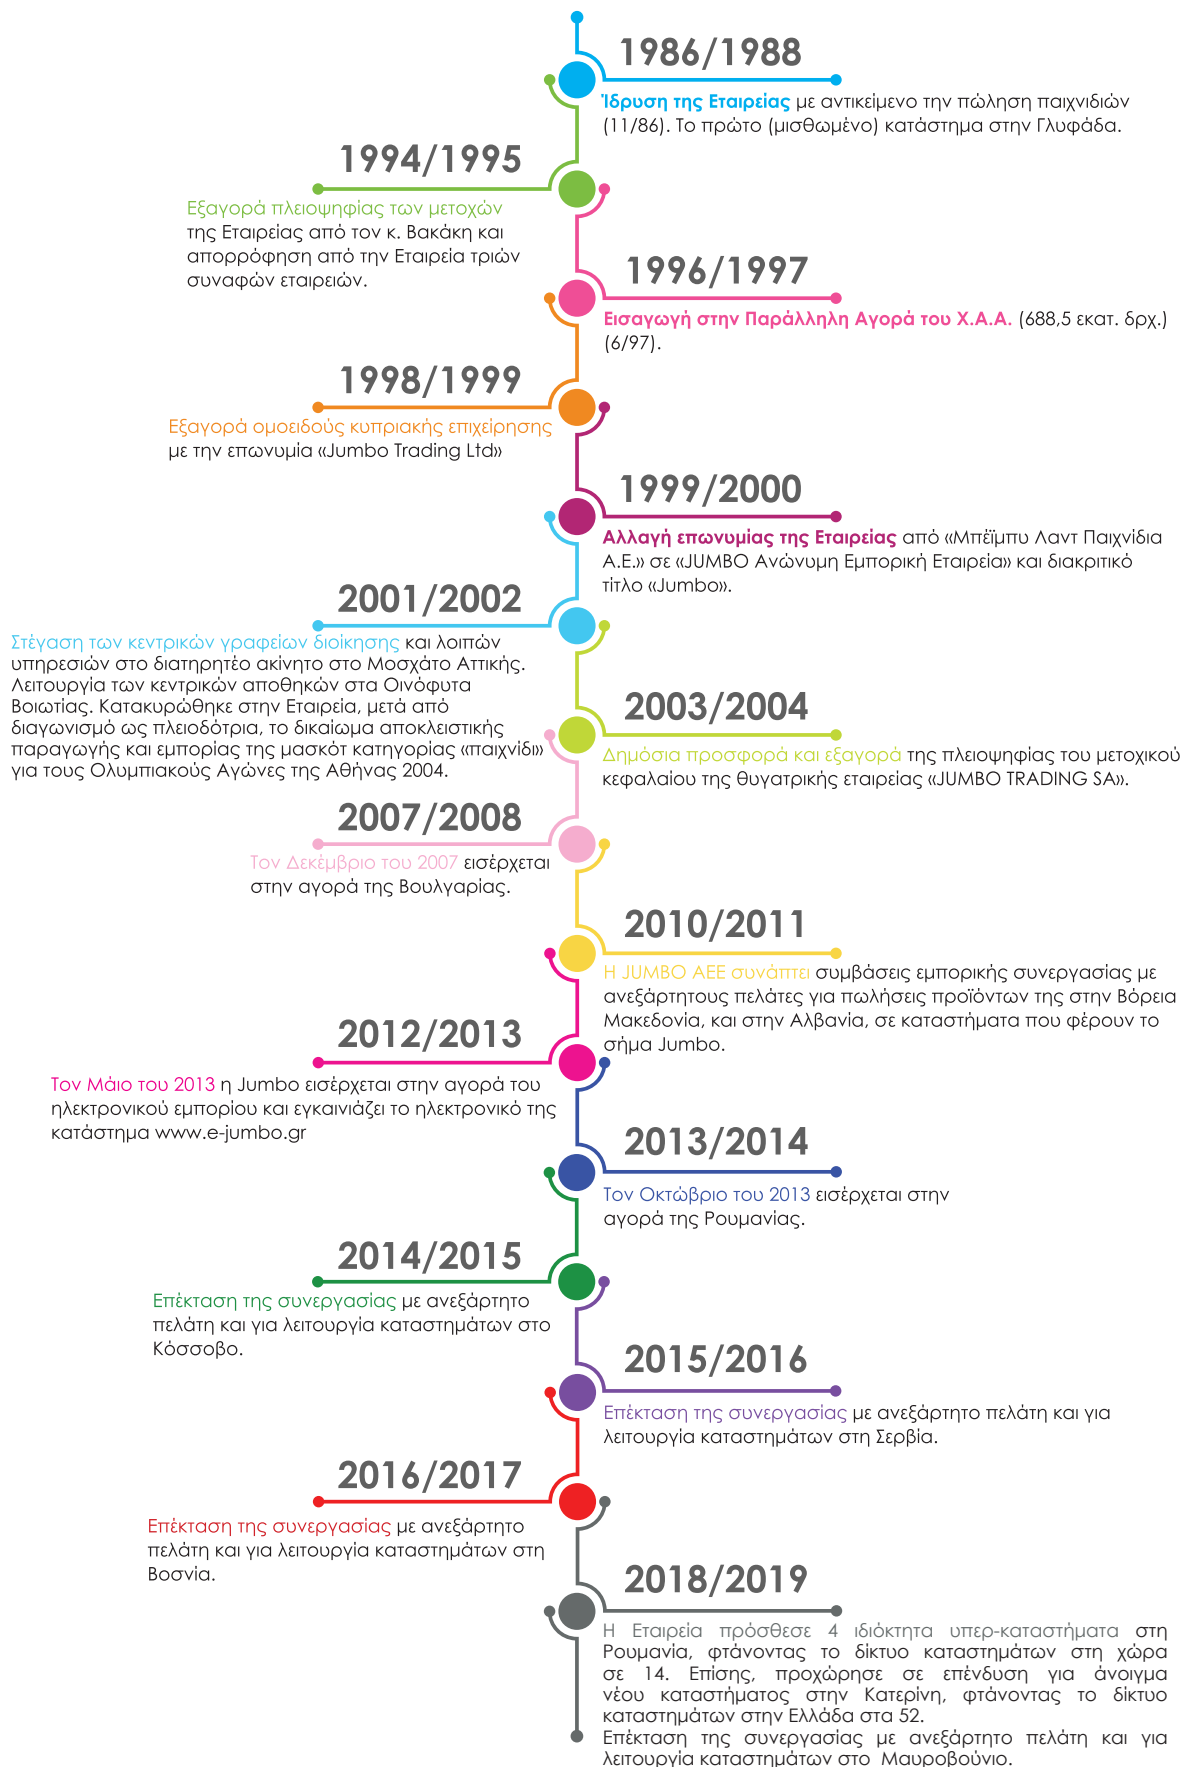 1986/1988
Ίδρυση της Εταιρείας με αντικείμενο την πώληση παιχνιδιών
(11/86). Το πρώτο (μισθωμένο) κατάστημα στην Γλυφάδα.
1994/1995
Εξαγορά πλειοψηφίας των μετοχών
της Εταιρείας από τον κ. Βακάκη και
απορρόφηση από την Εταιρεία τριών
συναφών εταιρειών.
1996/1997
Εισαγωγή στην Παράλληλη Αγορά του Χ.Α.Α. (688,5 εκατ. δρχ.)
(6/97).
1998/1999
Εξαγορά ομοειδούς κυπριακής επιχείρησης
με την επωνυμία «Jumbo Trading Ltd»
1999/2000
Αλλαγή επωνυμίας της Εταιρείας από «Μπέϊμπυ Λαντ Παιχνίδια
Α.Ε.» σε «JUMBO Ανώνυμη Εμπορική Εταιρεία» και διακριτικό
τίτλο «Jumbo».
2001/2002
Στέγαση των κεντρικών γραφείων διοίκησης και λοιπών
υπηρεσιών στο διατηρητέο ακίνητο στο Μοσχάτο Αττικής.
Λειτουργία των κεντρικών αποθηκών στα Οινόφυτα
Βοιωτίας. Κατακυρώθηκε στην Εταιρεία, μετά από
διαγωνισμό ως πλειοδότρια, το δικαίωμα αποκλειστικής
παραγωγής και εμπορίας της μασκότ κατηγορίας «παιχνίδι»
για τους Ολυμπιακούς Αγώνες της Αθήνας 2004.
2003/2004
Δημόσια προσφορά και εξαγορά της πλειοψηφίας του μετοχικού
κεφαλαίου της θυγατρικής εταιρείας «JUMBO TRADING SA».
2007/2008
Τον Δεκέμβριο του 2007 εισέρχεται
στην αγορά της Βουλγαρίας.
2010/2011
Η JUMBO ΑΕΕ συνάπτει συμβάσεις εμπορικής συνεργασίας με
ανεξάρτητους πελάτες για πωλήσεις προϊόντων της στην Βόρεια
Μακεδονία, και στην Αλβανία, σε καταστήματα που φέρουν το
σήμα Jumbo.
2012/2013
Τον Μάιο του 2013 η Jumbo εισέρχεται στην αγορά του
ηλεκτρονικού εμπορίου και εγκαινιάζει το ηλεκτρονικό της
κατάστημα www.e-jumbo.gr
2013/2014
Τον Οκτώβριο του 2013 εισέρχεται στην
αγορά της Ρουμανίας.
2014/2015
Επέκταση της συνεργασίας με ανεξάρτητο
πελάτη και για λειτουργία καταστημάτων στο
Κόσσοβο.
2015/2016
Επέκταση της συνεργασίας με ανεξάρτητο πελάτη και για
λειτουργία καταστημάτων στη Σερβία.
2016/2017
Επέκταση της συνεργασίας με ανεξάρτητο
πελάτη και για λειτουργία καταστημάτων στη
Βοσνία.
2018/2019
Η Εταιρεία πρόσθεσε 4 ιδιόκτητα υπερ-καταστήματα στη
Ρουμανία, φτάνοντας το δίκτυο καταστημάτων στη χώρα
σε 14. Επίσης, προχώρησε σε επένδυση για άνοιγμα
νέου καταστήματος στην Κατερίνη, φτάνοντας το δίκτυο
καταστημάτων στην Ελλάδα στα 52.
Επέκταση της συνεργασίας με ανεξάρτητο πελάτη και για
λειτουργία καταστημάτων στο Μαυροβούνιο.